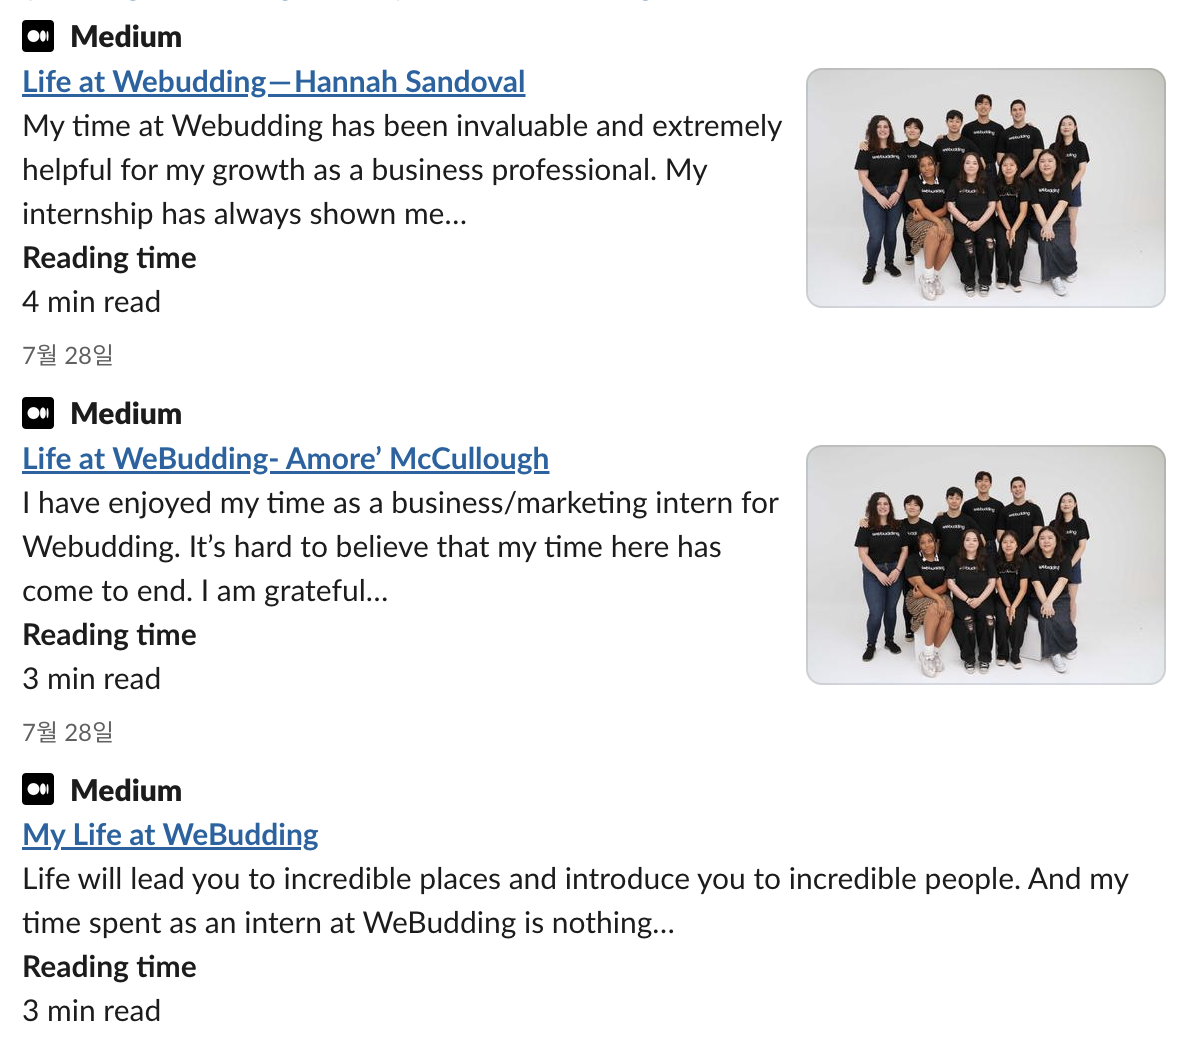 Medium
Life at Webudding — Hannah Sandoval
My time at Webudding has been invaluable and extremely
helpful for my growth as a business professional. My
internship has always shown me…
Reading time
4 min read
7월 28일
Medium
Life at WeBudding- Amore’ McCullough
I have enjoyed my time as a business/marketing intern for
Webudding. It’s hard to believe that my time here has
come to end. I am grateful…
Reading time
3 min read
7월 28일
Medium
My Life at WeBudding
Life will lead you to incredible places and introduce you to incredible people. And my
time spent as an intern at WeBudding is nothing…
Reading time
3 min read